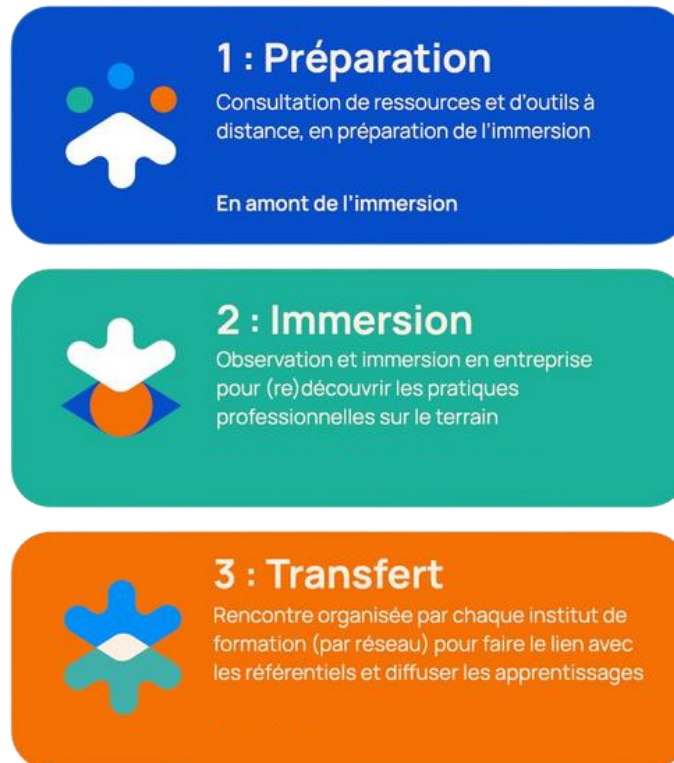 1 : Préparation
Consultation de ressources et d'outils à
distance, en préparation de l'immersion
En amont de l'immersion
2 : Immersion
Observation et immersion en entreprise
pour (re)découvrir les pratiques
professionnelles sur le terrain
3 : Transfert
Rencontre organisée par chaque institut de
formation (par réseau) pour faire le lien avec
les référentiels et diffuser les apprentissages